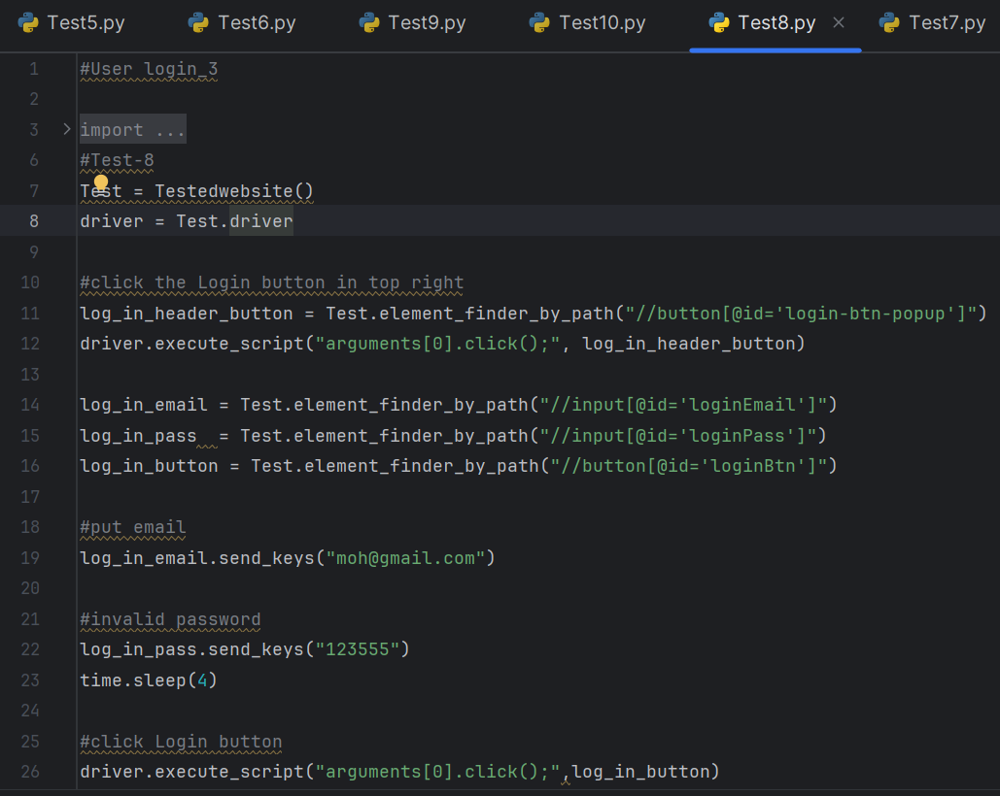 Test5.py Test6.py Test9.py Test10.py Test8.py Test7.py
1 #User login_3
2
3 import ...
6 #Test-8
7 Test = Testedwebsite()
8 driver = Test.driver
9
10 #click the Login button in top right
11 log_in_header_button = Test.element_finder_by_path("//button[@id='login-btn-popup']")
12 driver.execute_script("arguments[0].click();", log_in_header_button)
13
14 log_in_email = Test.element_finder_by_path("//input[@id='loginEmail']")
15 log_in_pass  = Test.element_finder_by_path("//input[@id='loginPass']")
16 log_in_button = Test.element_finder_by_path("//button[@id='loginBtn']")
17
18 #put email
19 log_in_email.send_keys("moh@gmail.com")
20
21 #invalid password
22 log_in_pass.send_keys("123555")
23 time.sleep(4)
24
25 #click Login button
26 driver.execute_script("arguments[0].click();",log_in_button)